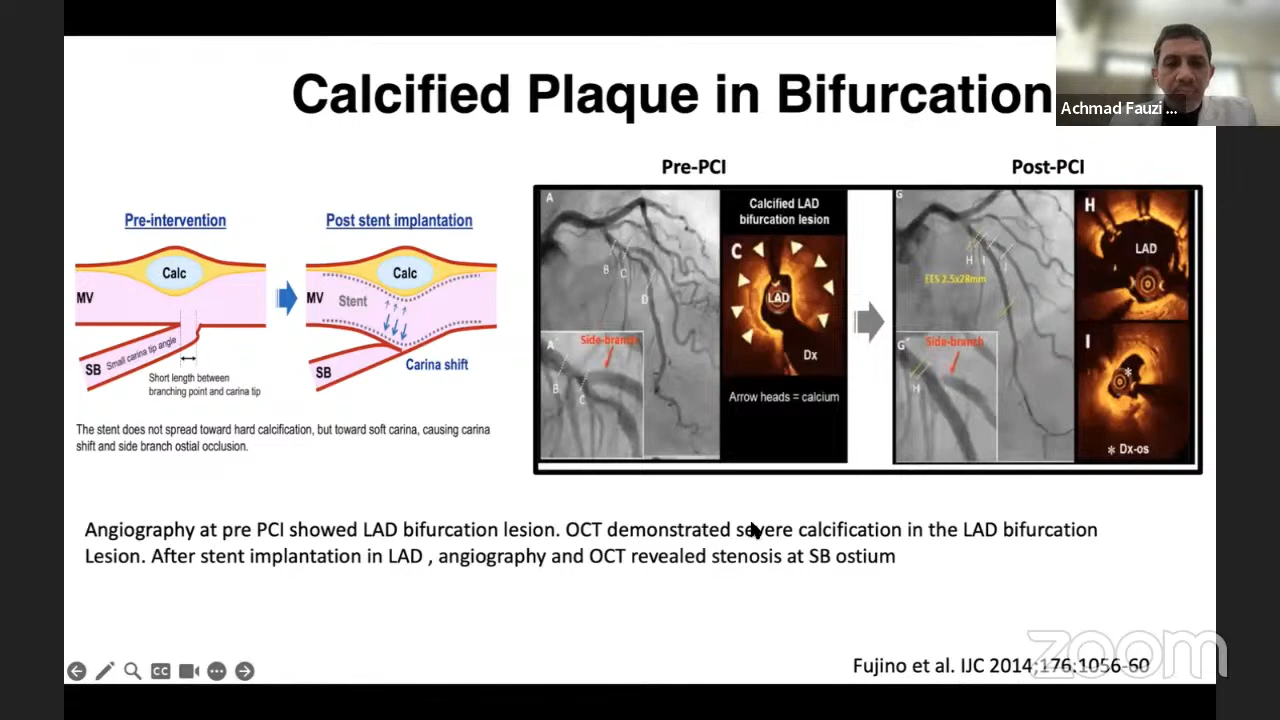 Calcified Plaque in Bifurcation
Achmad Fauzi ...
Pre-PCI
Post-PCI
Pre-intervention
Post stent implantation
Calc
MV
SB
Small carina tip angle
Short length between
branching point and carina tip
Calc
MV
Stent
SB
Carina shift
The stent does not spread toward hard calcification, but toward soft carina, causing carina
shift and side branch ostial occlusion.
A
B
C
D
A'
Side-branch
B
C
Calcified LAD
bifurcation lesion
C
LAD
Dx
Arrow heads = calcium
G
H
I
J
EES 2.5x28mm
G'
Side-branch
H
H
LAD
I
*
* Dx-os
Angiography at pre PCI showed LAD bifurcation lesion. OCT demonstrated severe calcification in the LAD bifurcation
Lesion. After stent implantation in LAD , angiography and OCT revealed stenosis at SB ostium
CC
zoom
Fujino et al. IJC 2014;176:1056-60